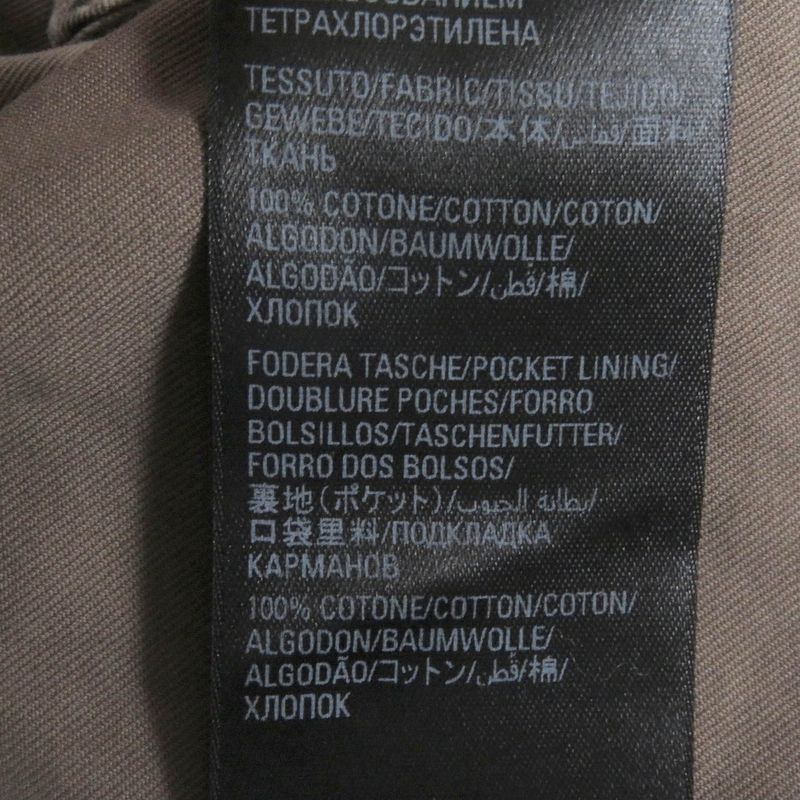 ТЕТРАХЛОРЭТИЛЕНА
TESSUTO/FABRIC/TISSU/TEJIDO/
GEWEBE/TECIDO/本体/قماش/面料/
ТКАНЬ
100% COTONE/COTTON/COTON/
ALGODON/BAUMWOLLE/
ALGODÃO/コットン/قطن/棉/
ХЛОПОК
FODERA TASCHE/POCKET LINING/
DOUBLURE POCHES/FORRO
BOLSILLOS/TASCHENFUTTER/
FORRO DOS BOLSOS/
裏地(ポケット)/بطانة الجيوب/
口袋里料/ПОДКЛАДКА
КАРМАНОВ
100% COTONE/COTTON/COTON/
ALGODON/BAUMWOLLE/
ALGODÃO/コットン/قطن/棉/
ХЛОПОК